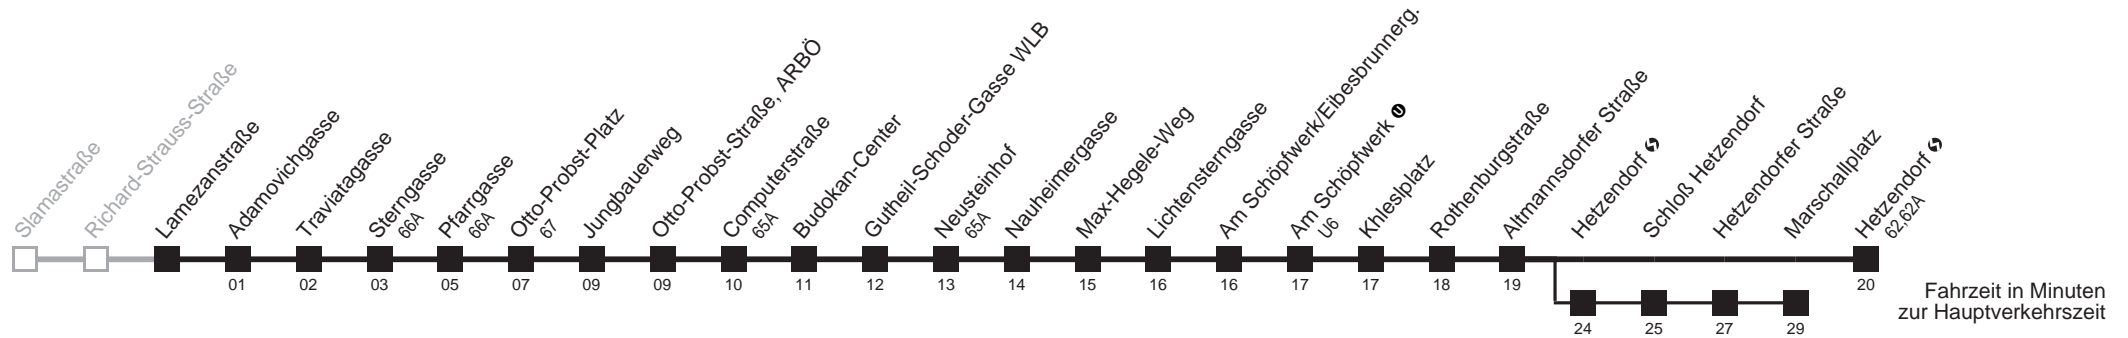 Slamastraße
Richard-Strauss-Straße
Lamezanstraße
Adamovichgasse
01
Traviatagasse
02
Sterngasse
66A
03
Pfarrgasse
66A
05
Otto-Probst-Platz
67
07
Jungbauerweg
09
Otto-Probst-Straße, ARBÖ
09
Computerstraße
65A
10
Budokan-Center
11
Gutheil-Schoder-Gasse WLB
12
Neusteinhof
65A
13
Nauheimergasse
14
Max-Hegele-Weg
15
Lichtensterngasse
16
Am Schöpfwerk/Eibesbrunnerg.
16
Am Schöpfwerk U
U6
17
Khleslplatz
17
Rothenburgstraße
18
Altmannsdorfer Straße
19
Hetzendorf
24
Schloß Hetzendorf
25
Hetzendorfer Straße
27
Marschallplatz
29
Hetzendorf
62,62A
20
Fahrzeit in Minuten
zur Hauptverkehrszeit